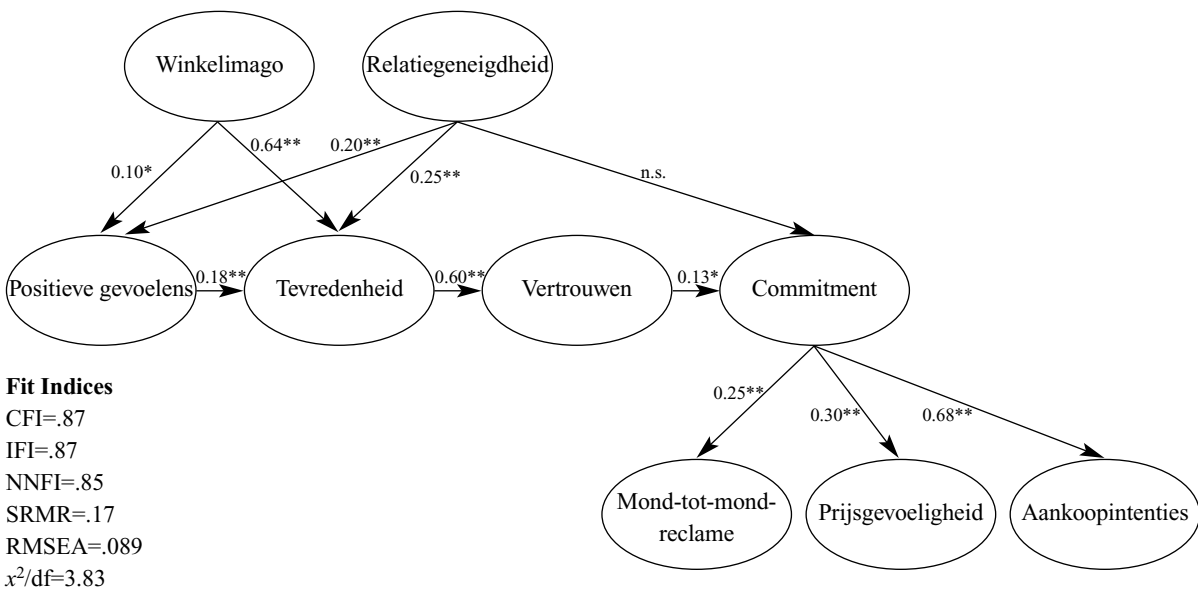 Winkelimago
Relatiegeneigdheid
0.10*
0.64**
0.20**
0.25**
n.s.
Positieve gevoelens
0.18**
Tevredenheid
0.60**
Vertrouwen
0.13*
Commitment
Fit Indices
CFI=.87
IFI=.87
NNFI=.85
SRMR=.17
RMSEA=.089
x²/df=3.83
0.25**
0.30**
0.68**
Mond-tot-mond-
reclame
Prijsgevoeligheid
Aankoopintenties